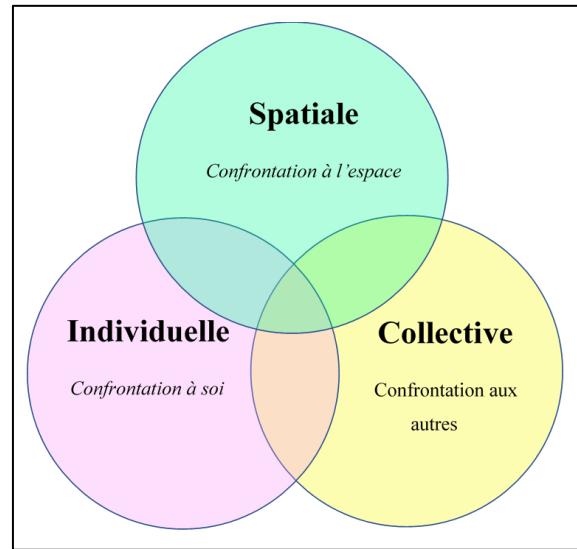 Spatiale
Confrontation à l’espace
Individuelle
Confrontation à soi
Collective
Confrontation aux
autres